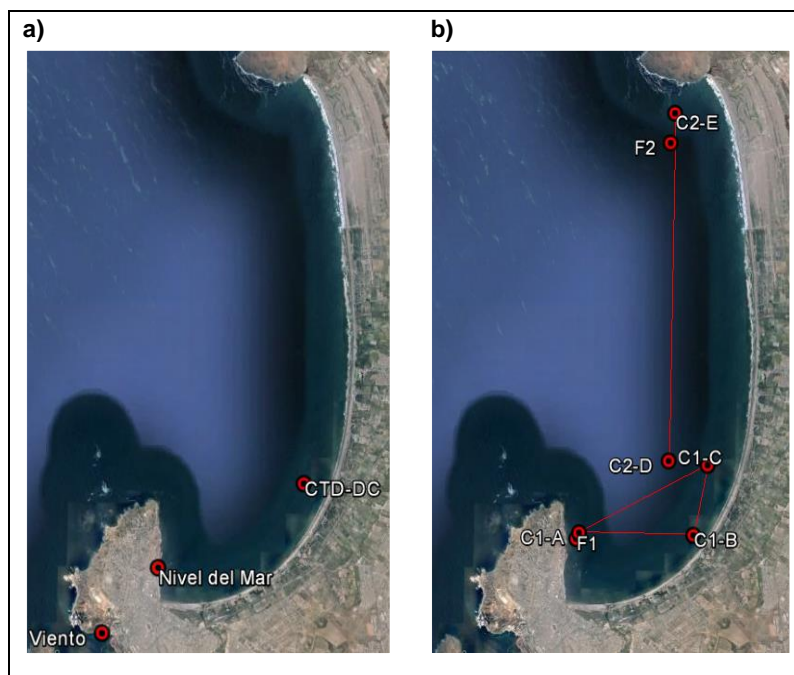 a)
CTD-DC
Nivel del Mar
Viento
b)
C2-E
F2
C2-D
C1-C
C1-A
F1
C1-B